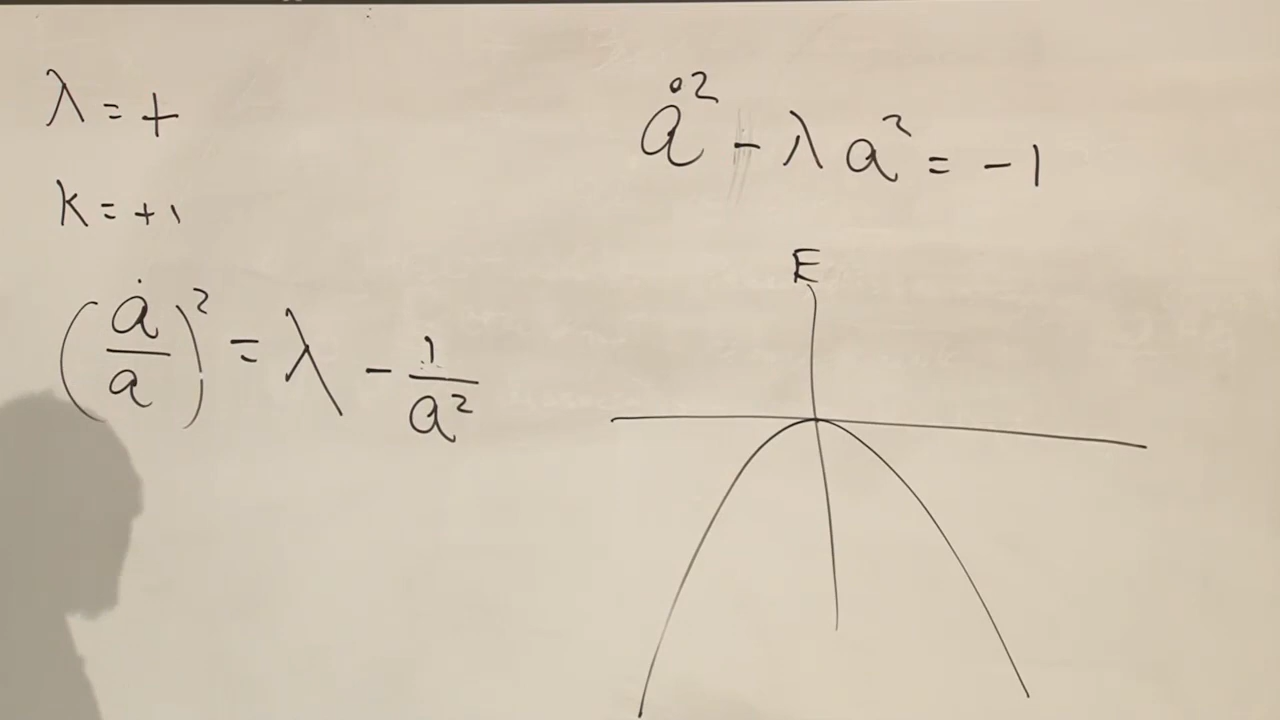 λ = +
k = +1
(ȧ/a)² = λ - 1/a²
ȧ² - λa² = -1
E